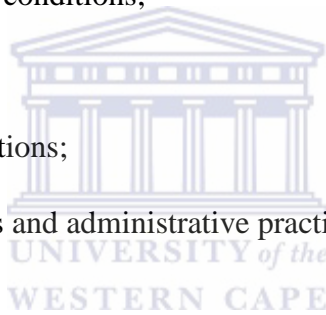 conditions;
tions;
s and administrative practi
UNIVERSITY of the
WESTERN CAPE